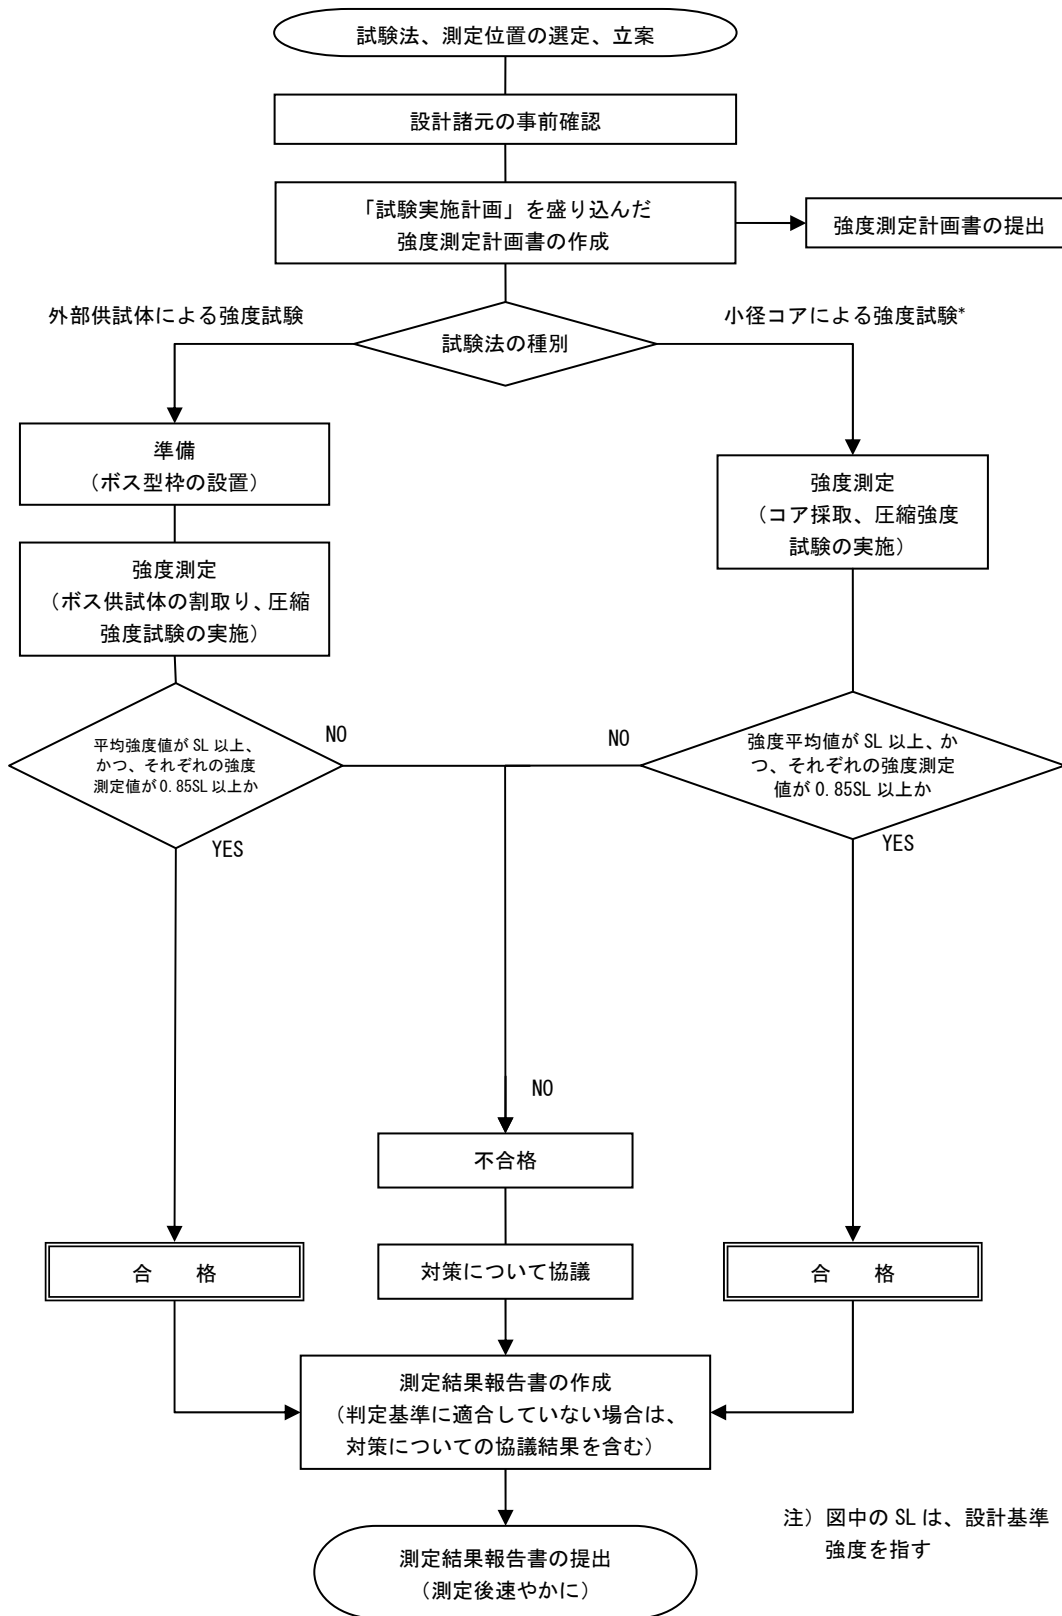 試験法、測定位置の選定、立案
設計諸元の事前確認
「試験実施計画」を盛り込んだ
強度測定計画書の作成
強度測定計画書の提出
外部供試体による強度試験
小径コアによる強度試験*
試験法の種別
準備
（ボス型枠の設置）
強度測定
（ボス供試体の割取り、圧縮
強度試験の実施）
強度測定
（コア採取、圧縮強度
試験の実施）
平均強度値が SL 以上、
かつ、それぞれの強度
測定値が 0.85SL 以上か
NO
NO
強度平均値が SL 以上、か
つ、それぞれの強度測定
値が 0.85SL 以上か
YES
YES
NO
不合格
合　　格
対策について協議
合　　格
測定結果報告書の作成
（判定基準に適合していない場合は、
対策についての協議結果を含む）
注）図中の SL は、設計基準
強度を指す
測定結果報告書の提出
（測定後速やかに）